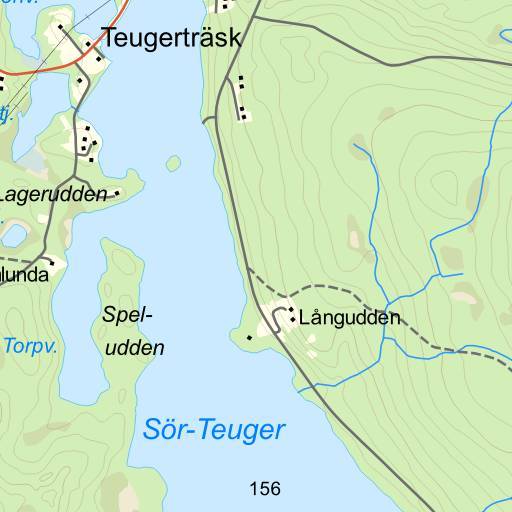 Teugerträsk
Lagerudden
lunda
Spel-
udden
Långudden
Torpv.
Sör-Teuger
156